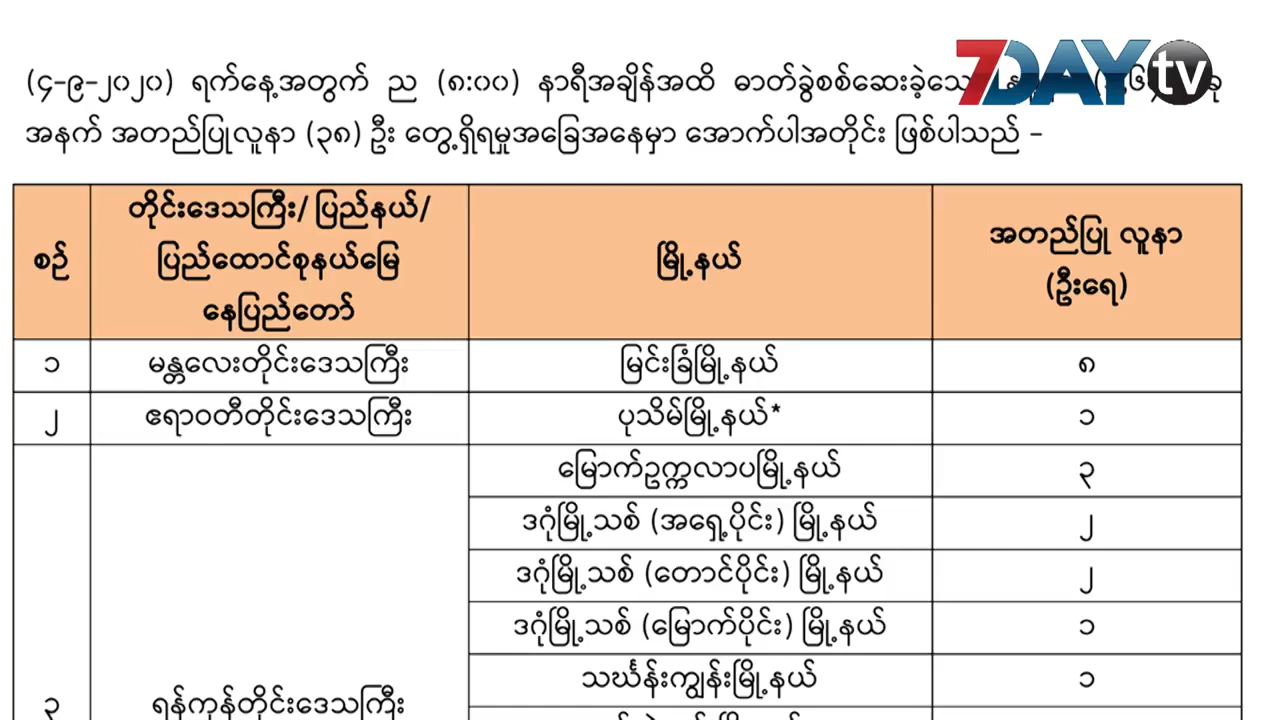 7DAY tv
(၄-၉-၂၀၂၀) ရက်နေ့အတွက် ည (၈:၀၀) နာရီအချိန်အထိ ဓာတ်ခွဲစစ်ဆေးခဲ့သော
အနက် အတည်ပြုလူနာ (၃၈) ဦး တွေ့ရှိရမှုအခြေအနေမှာ အောက်ပါအတိုင်း ဖြစ်ပါသည် –
စဉ် တိုင်းဒေသကြီး/ ပြည်နယ်/ ပြည်ထောင်စုနယ်မြေ နေပြည်တော် မြို့နယ် အတည်ပြု လူနာ (ဦးရေ)
၁ မန္တလေးတိုင်းဒေသကြီး မြင်းခြံမြို့နယ် ၈
၂ ဧရာဝတီတိုင်းဒေသကြီး ပုသိမ်မြို့နယ်* ၁
မြောက်ဥက္ကလာပမြို့နယ် ၃
ဒဂုံမြို့သစ် (အရှေ့ပိုင်း) မြို့နယ် ၂
ဒဂုံမြို့သစ် (တောင်ပိုင်း) မြို့နယ် ၂
ဒဂုံမြို့သစ် (မြောက်ပိုင်း) မြို့နယ် ၁
သင်္ဃန်းကျွန်းမြို့နယ် ၁
၃ ရန်ကုန်တိုင်းဒေသကြီး